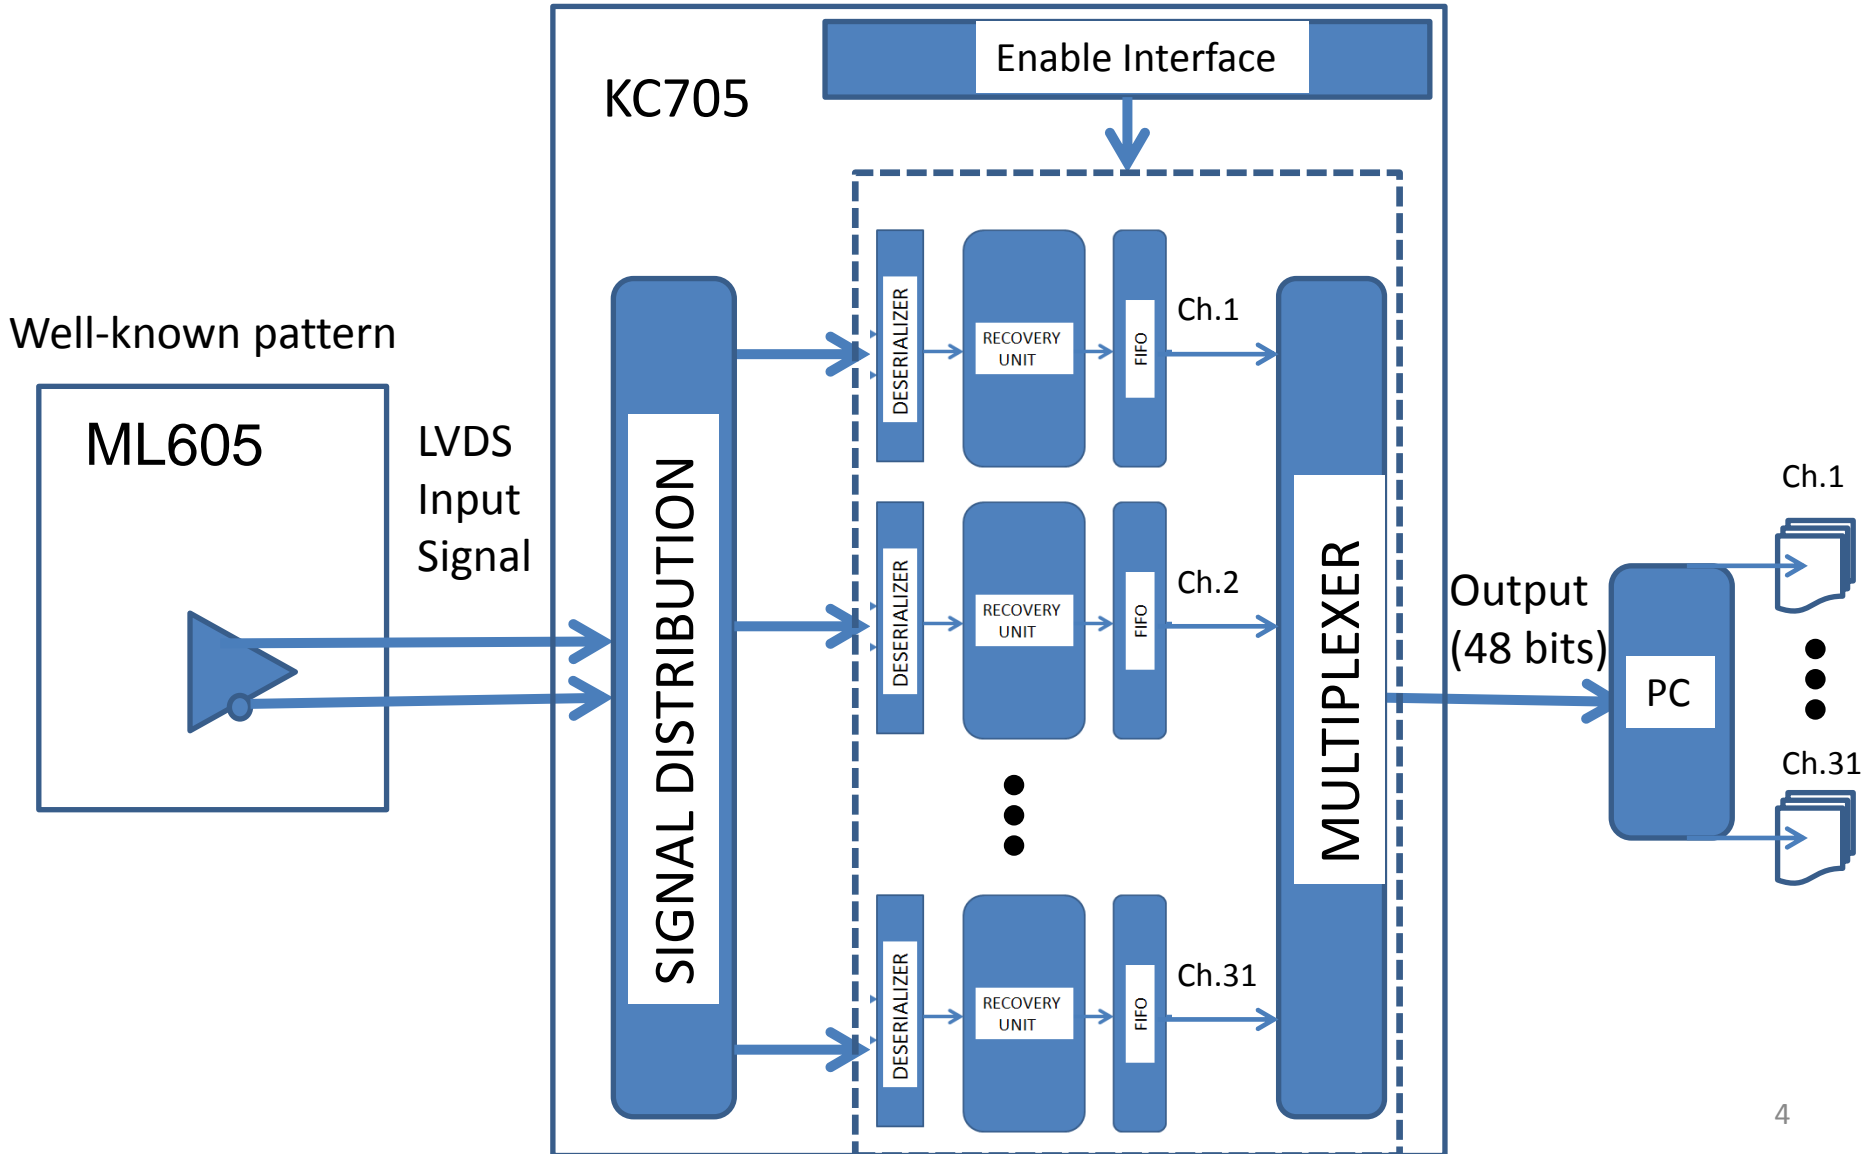 Enable Interface
KC705
Well-known pattern
ML605
LVDS
Input
Signal
SIGNAL DISTRIBUTION
DESERIALIZER
RECOVERY
UNIT
FIFO
Ch.1
DESERIALIZER
RECOVERY
UNIT
FIFO
Ch.2
DESERIALIZER
RECOVERY
UNIT
FIFO
Ch.31
MULTIPLEXER
Output
(48 bits)
PC
Ch.1
Ch.31
4